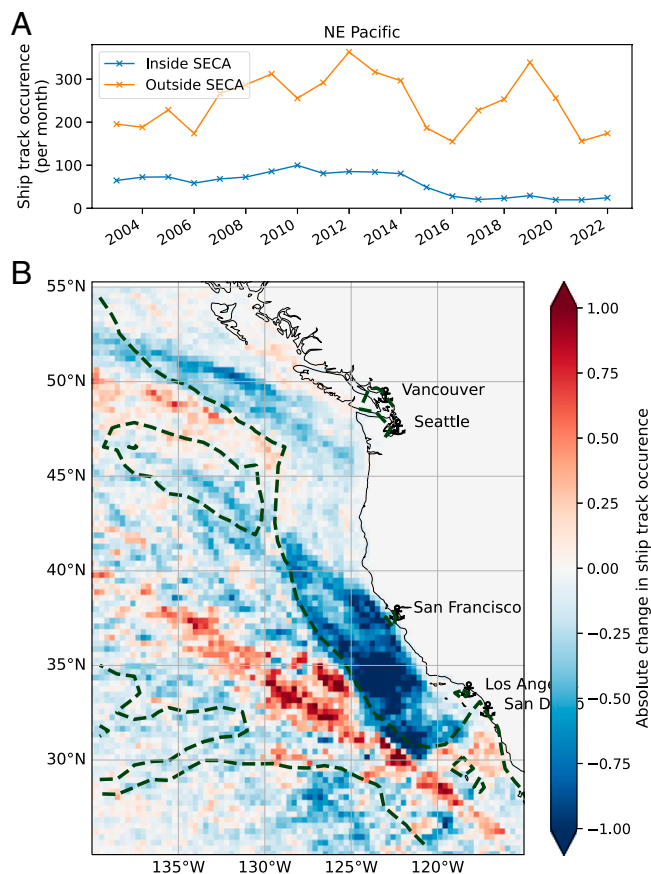 A
NE Pacific
Ship track occurence
(per month)
300
200
100
0
Inside SECA
Outside SECA
2004
2006
2008
2010
2012
2014
2016
2018
2020
2022
B
55°N
50°N
45°N
40°N
35°N
30°N
135°W
130°W
125°W
120°W
Vancouver
Seattle
San Francisco
Los Ange
San D
1.00
0.75
0.50
0.25
0.00
−0.25
−0.50
−0.75
−1.00
Absolute change in ship track occurence